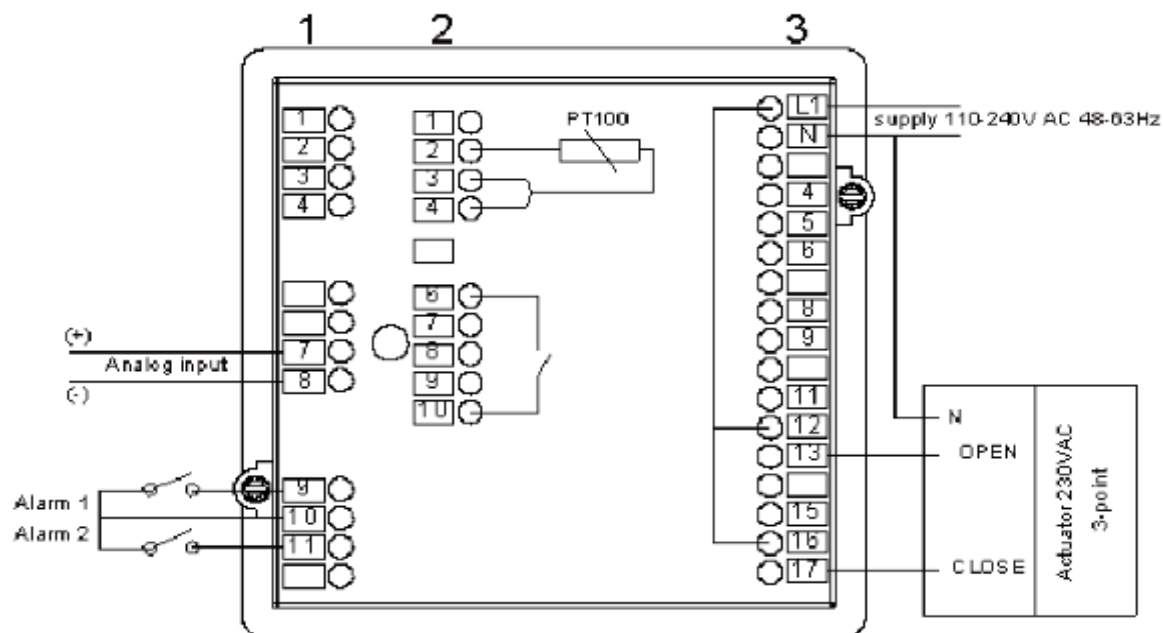 1 2 3
1
2
3
4
7
8
9
10
11
(+)
Analog input
(-)
Alarm 1
Alarm 2
1
2
3
4
6
7
8
9
10
PT100
L1
N
4
5
6
8
9
11
12
13
15
16
17
supply 110-240V AC 48-63Hz
N
OPEN
CLOSE
Actuator 230VAC
3-point